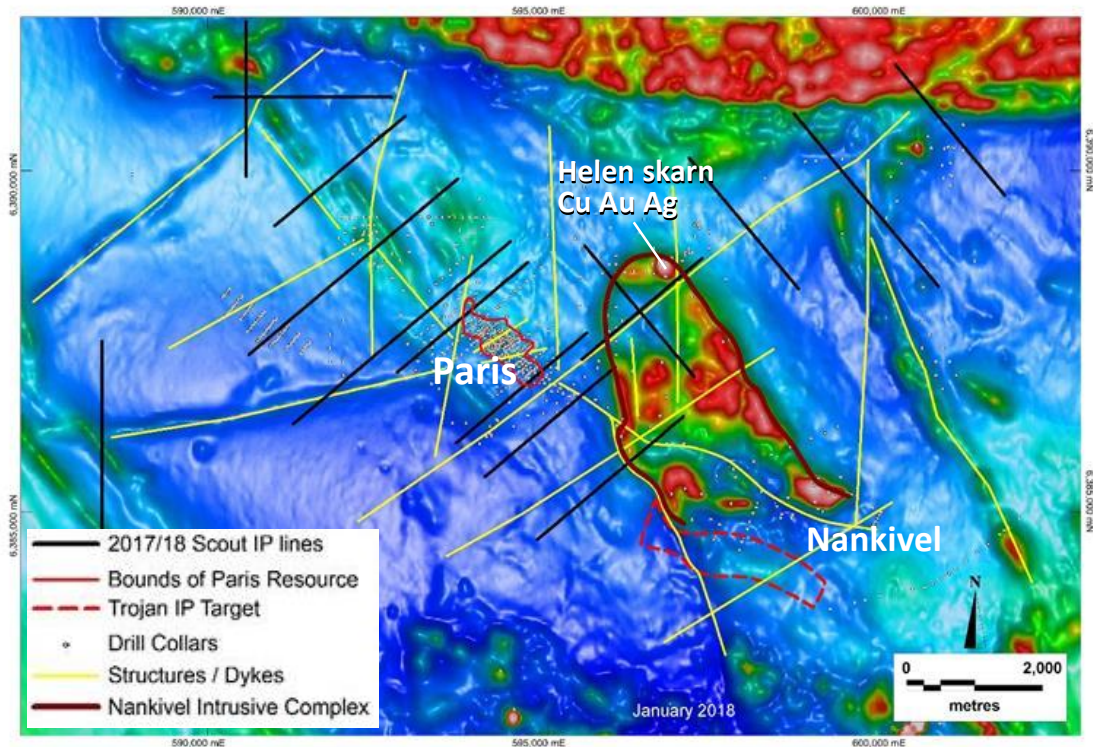 590,000 mE
595,000 mE
600,000 mE
6,390,000 mN
6,390,000 mN
Helen skarn
Cu Au Ag
Paris
6,385,000 mN
6,385,000 mN
Nankivel
2017/18 Scout IP lines
Bounds of Paris Resource
Trojan IP Target
Drill Collars
Structures / Dykes
Nankivel Intrusive Complex
N
0
2,000
metres
January 2018
590,000 mE
595,000 mE
600,000 mE